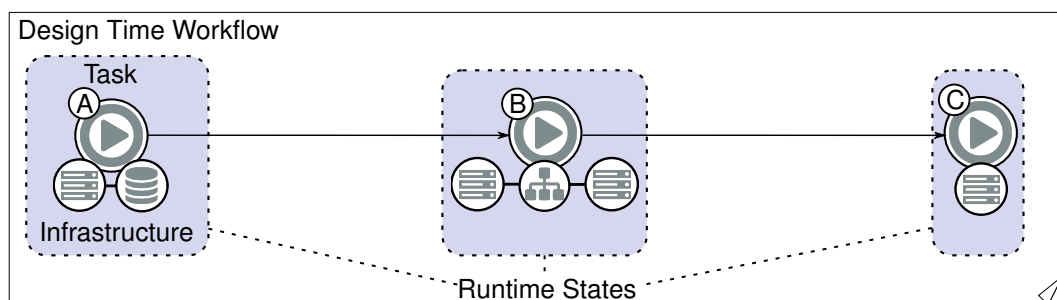 Design Time Workflow
Task
A
B
C
Infrastructure
Runtime States